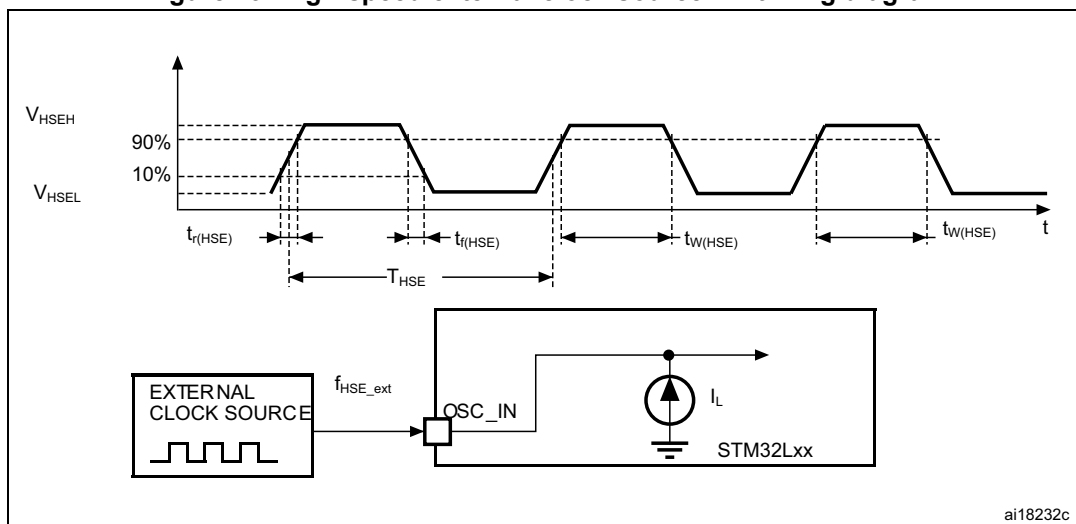 V_HSEH
90%
10%
V_HSEL
t_r(HSE)
t_f(HSE)
t_W(HSE)
t_W(HSE)
t
T_HSE
EXTERNAL
CLOCK SOURCE
f_HSE_ext
OSC_IN
I_L
STM32Lxx
ai18232c